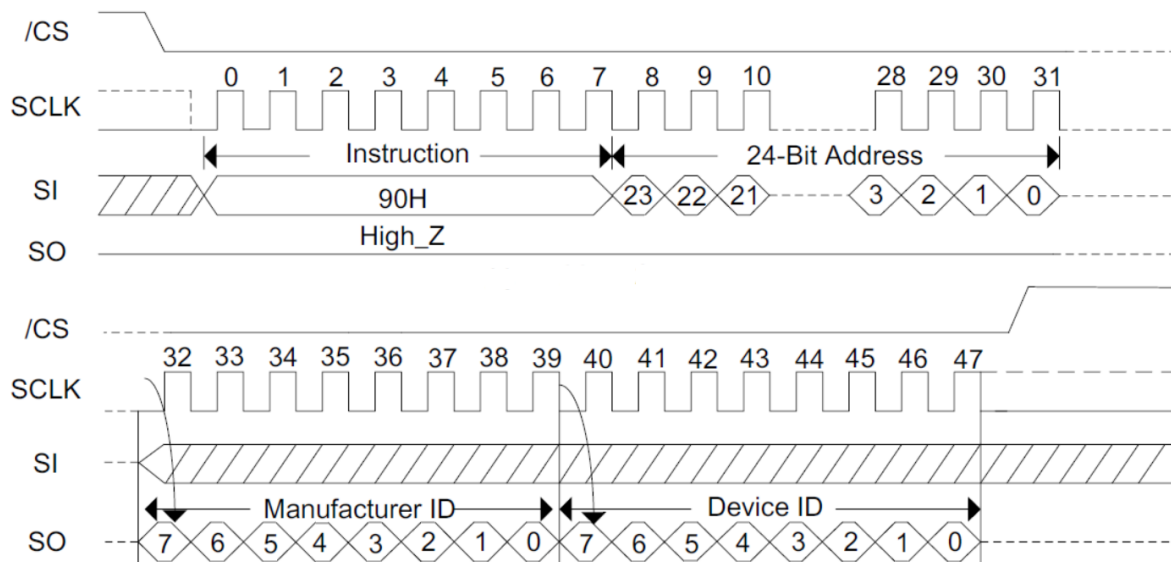 /CS
0 1 2 3 4 5 6 7 8 9 10 28 29 30 31
SCLK
Instruction 24-Bit Address
SI 90H 23 22 21 3 2 1 0
High_Z
SO
/CS
32 33 34 35 36 37 38 39 40 41 42 43 44 45 46 47
SCLK
SI
Manufacturer ID Device ID
SO 7 6 5 4 3 2 1 0 7 6 5 4 3 2 1 0